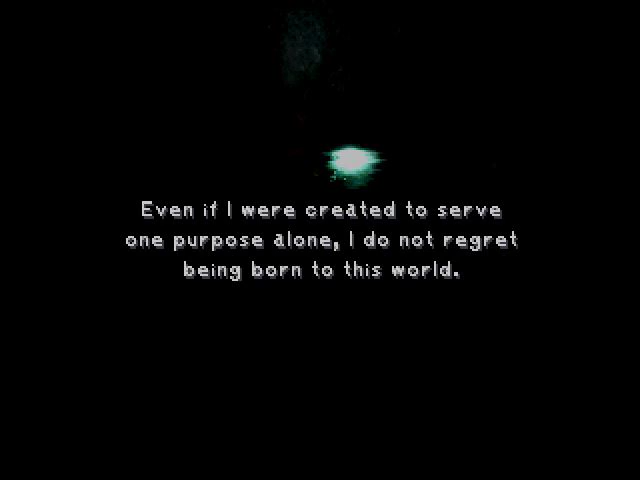 Even if I were created to serve
one purpose alone, I do not regret
being born to this world.